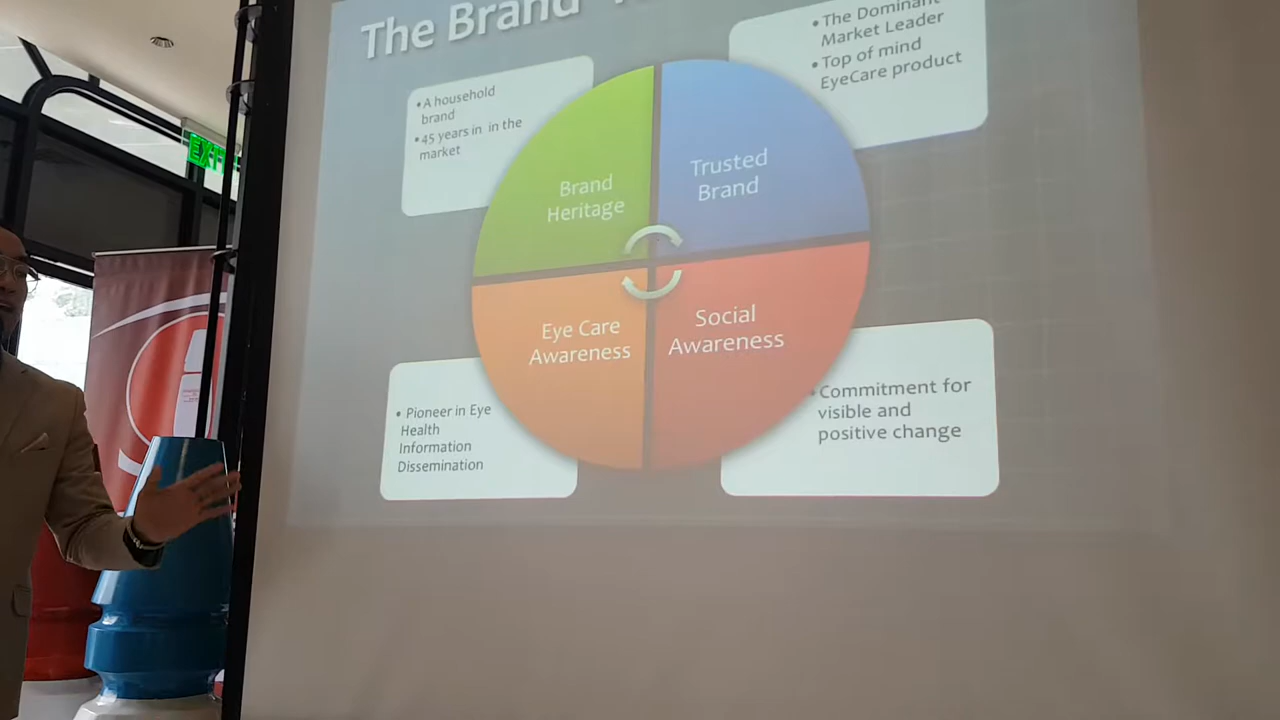 The Brand
• A household
brand
• 45 years in in the
market
• The Dominant
Market Leader
• Top of mind
EyeCare product
Brand
Heritage
Trusted
Brand
Eye Care
Awareness
Social
Awareness
• Pioneer in Eye
Health
Information
Dissemination
• Commitment for
visible and
positive change
EXIT